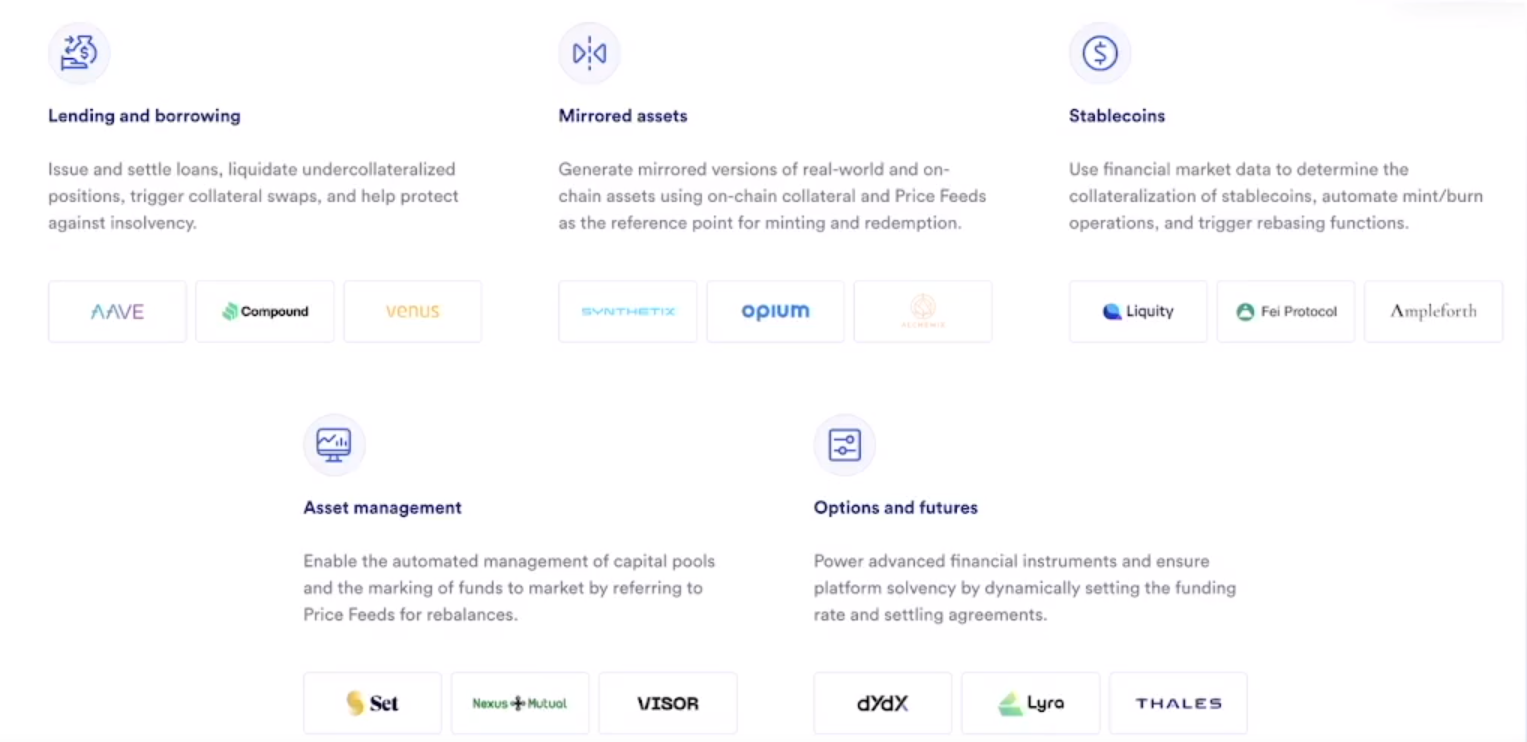 Lending and borrowing
Issue and settle loans, liquidate undercollateralized
positions, trigger collateral swaps, and help protect
against insolvency.
AAVE
Compound
venus
Mirrored assets
Generate mirrored versions of real-world and on-
chain assets using on-chain collateral and Price Feeds
as the reference point for minting and redemption.
SYNTHETIX
opium
Stablecoins
Use financial market data to determine the
collateralization of stablecoins, automate mint/burn
operations, and trigger rebasing functions.
Liquity
Fei Protocol
Ampleforth
Asset management
Enable the automated management of capital pools
and the marking of funds to market by referring to
Price Feeds for rebalances.
Set
Nexus Mutual
VISOR
Options and futures
Power advanced financial instruments and ensure
platform solvency by dynamically setting the funding
rate and settling agreements.
dYdX
Lyra
THALES